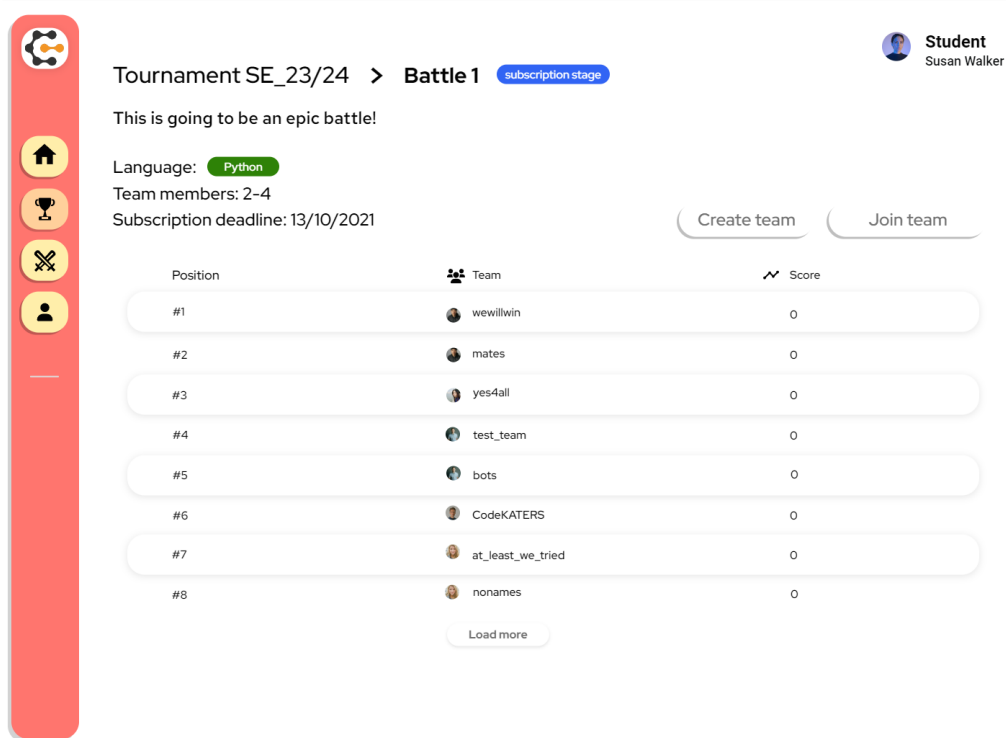 Student
Susan Walker
Tournament SE_23/24 > Battle 1 subscription stage
This is going to be an epic battle!
Language: Python
Team members: 2-4
Subscription deadline: 13/10/2021
Create team Join team
Position Team Score
#1 wewillwin 0
#2 mates 0
#3 yes4all 0
#4 test_team 0
#5 bots 0
#6 CodeKATERS 0
#7 at_least_we_tried 0
#8 nonames 0
Load more